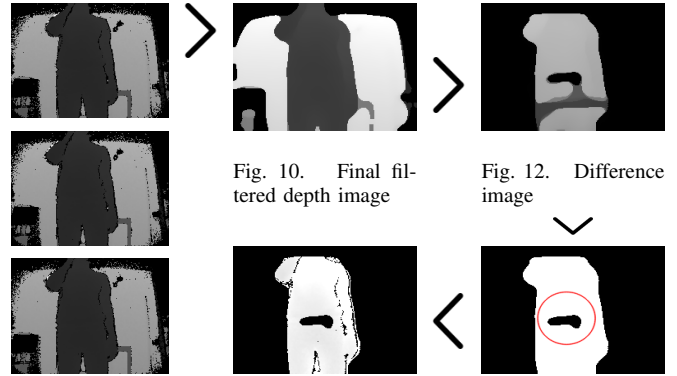 Fig. 10. Final fil-
tered depth image
Fig. 12. Difference
image